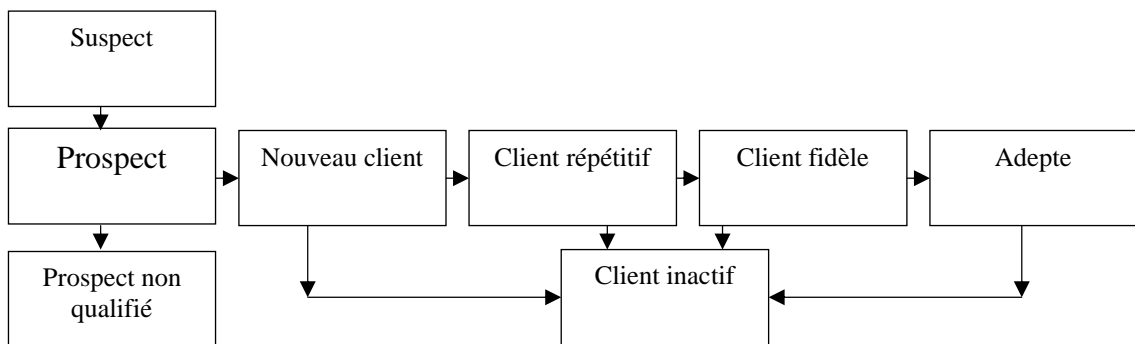 Suspect
Prospect
Nouveau client
Client répétitif
Client fidèle
Adepte
Prospect non
qualifié
Client inactif